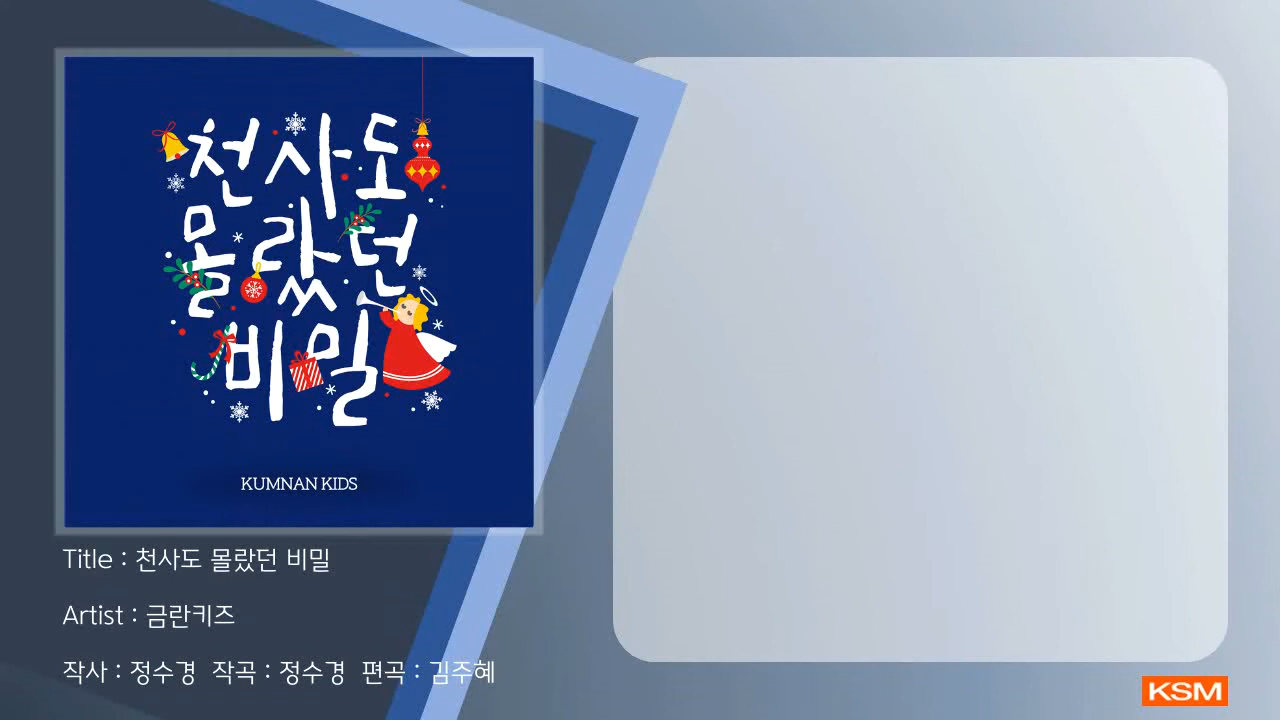 천사도
몰랐던
비밀
KUMNAN KIDS
Title : 천사도 몰랐던 비밀
Artist : 금란키즈
작사 : 정수경 작곡 : 정수경 편곡 : 김주혜
KSM